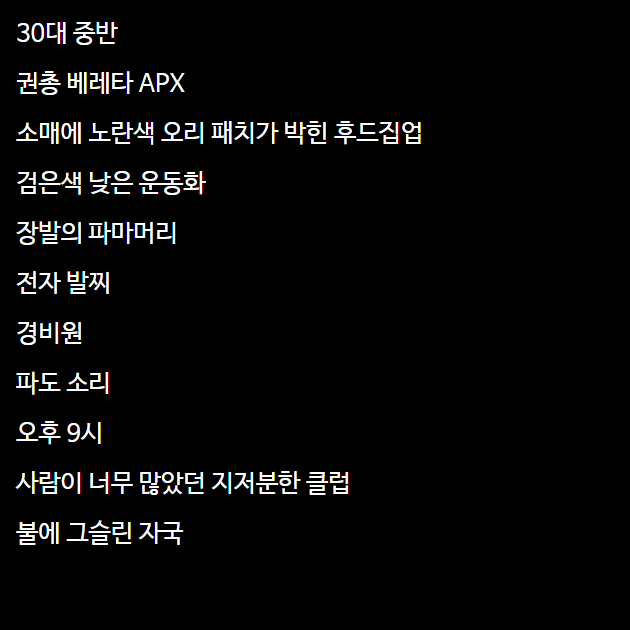 30대 중반
권총 베레타 APX
소매에 노란색 오리 패치가 박힌 후드집업
검은색 낮은 운동화
장발의 파마머리
전자 발찌
경비원
파도 소리
오후 9시
사람이 너무 많았던 지저분한 클럽
불에 그슬린 자국